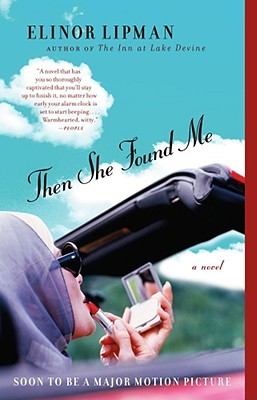 ELINOR LIPMAN
AUTHOR OF The Inn at Lake Devine
"A novel that has
you so thoroughly
captivated that you'll stay
up to finish it, no matter how
early your alarm clock is
set to start beeping. . . .
Warmhearted, witty."
—PEOPLE
Then She Found Me
a novel
SOON TO BE A MAJOR MOTION PICTURE